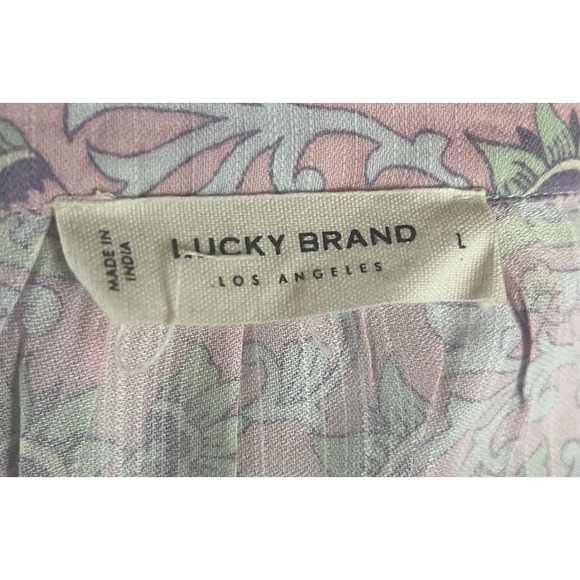 MADE IN
INDIA
LUCKY BRAND
LOS ANGELES
L